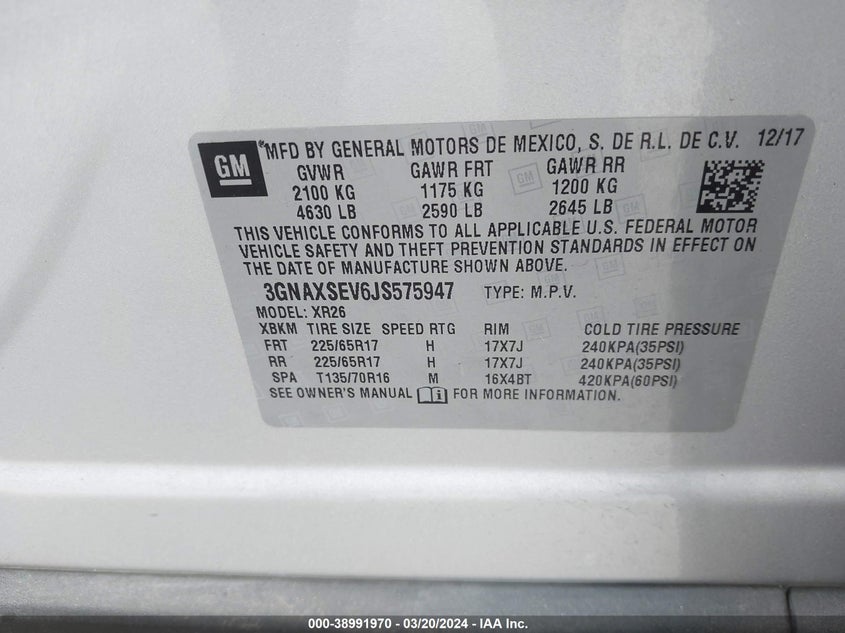 GM
®MFD BY GENERAL MOTORS DE MEXICO, S. DE R.L. DE C.V. 12/17
GVWR GAWR FRT GAWR RR
2100 KG 1175 KG 1200 KG
4630 LB 2590 LB 2645 LB
THIS VEHICLE CONFORMS TO ALL APPLICABLE U.S. FEDERAL MOTOR
VEHICLE SAFETY AND THEFT PREVENTION STANDARDS IN EFFECT ON
THE DATE OF MANUFACTURE SHOWN ABOVE.
3GNAXSEV6JS575947 TYPE: M.P.V.
MODEL: XR26
XBKM TIRE SIZE SPEED RTG RIM COLD TIRE PRESSURE
FRT 225/65R17 H 17X7J 240KPA(35PSI)
RR 225/65R17 H 17X7J 240KPA(35PSI)
SPA T135/70R16 M 16X4BT 420KPA(60PSI)
SEE OWNER'S MANUAL i FOR MORE INFORMATION.
000-38991970 — 03/20/2024 - IAA Inc.